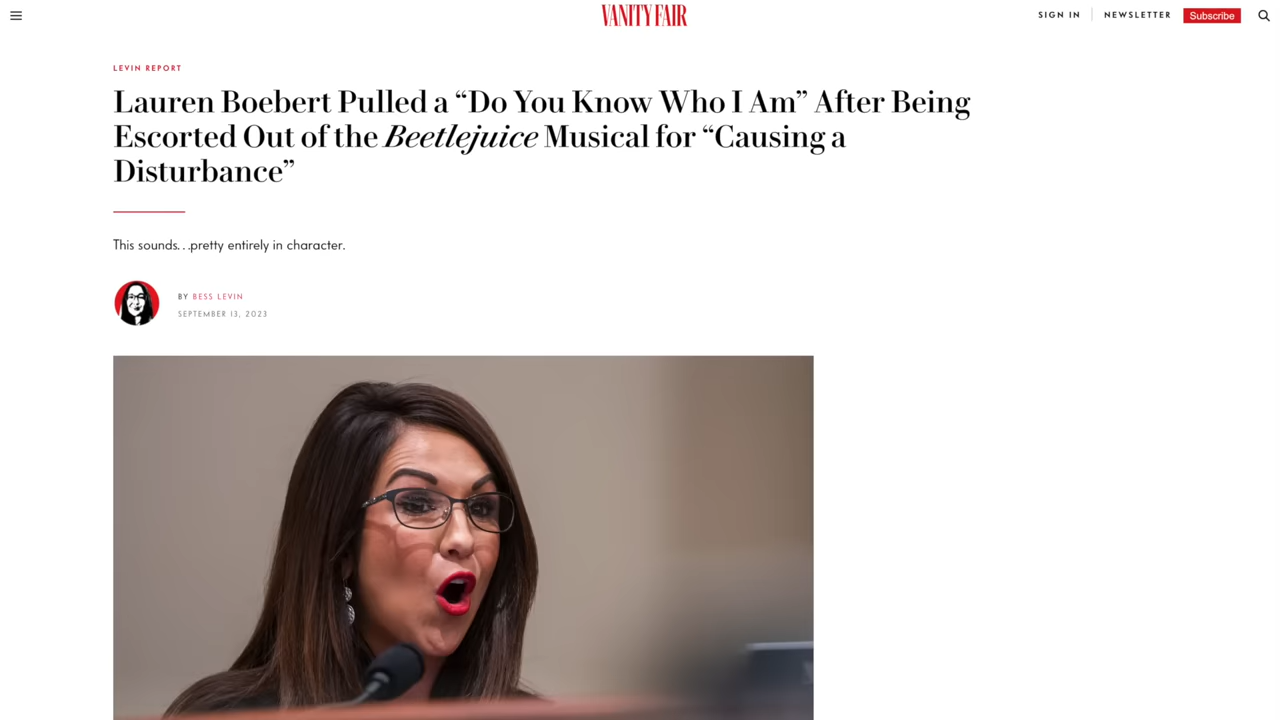 VANITY FAIR
SIGN IN
NEWSLETTER
Subscribe
LEVIN REPORT
Lauren Boebert Pulled a “Do You Know Who I Am” After Being
Escorted Out of the Beetlejuice Musical for “Causing a
Disturbance”
This sounds. . .pretty entirely in character.
BY BESS LEVIN
SEPTEMBER 13, 2023